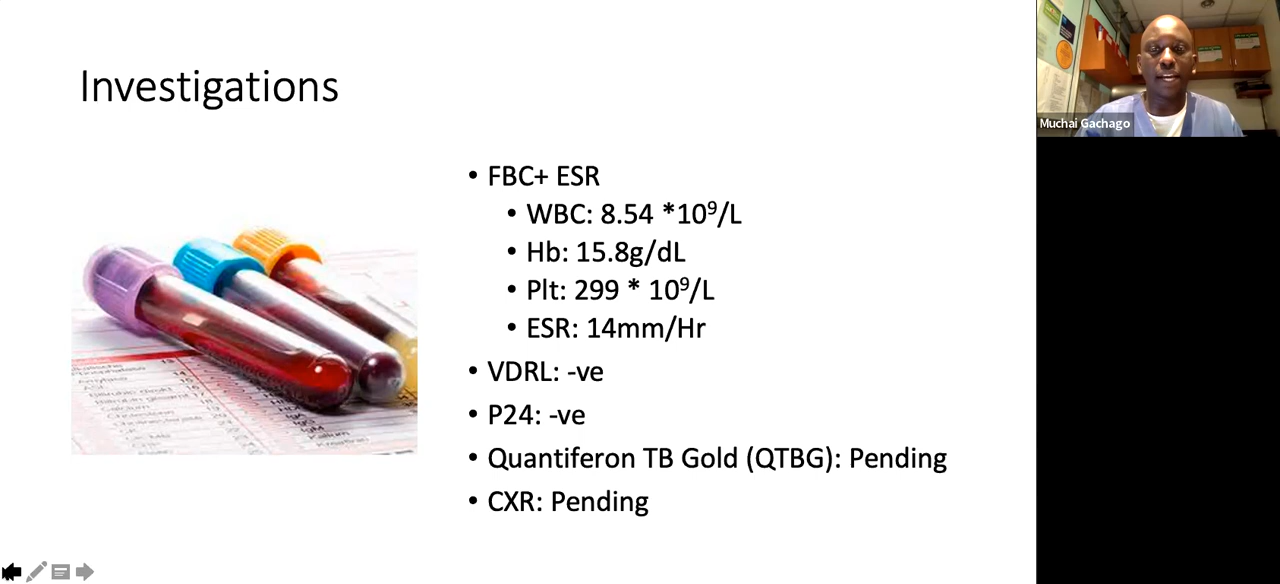 Investigations
• FBC+ ESR
• WBC: 8.54 *10⁹/L
• Hb: 15.8g/dL
• Plt: 299 * 10⁹/L
• ESR: 14mm/Hr
• VDRL: -ve
• P24: -ve
• Quantiferon TB Gold (QTBG): Pending
• CXR: Pending
Muchai Gachago